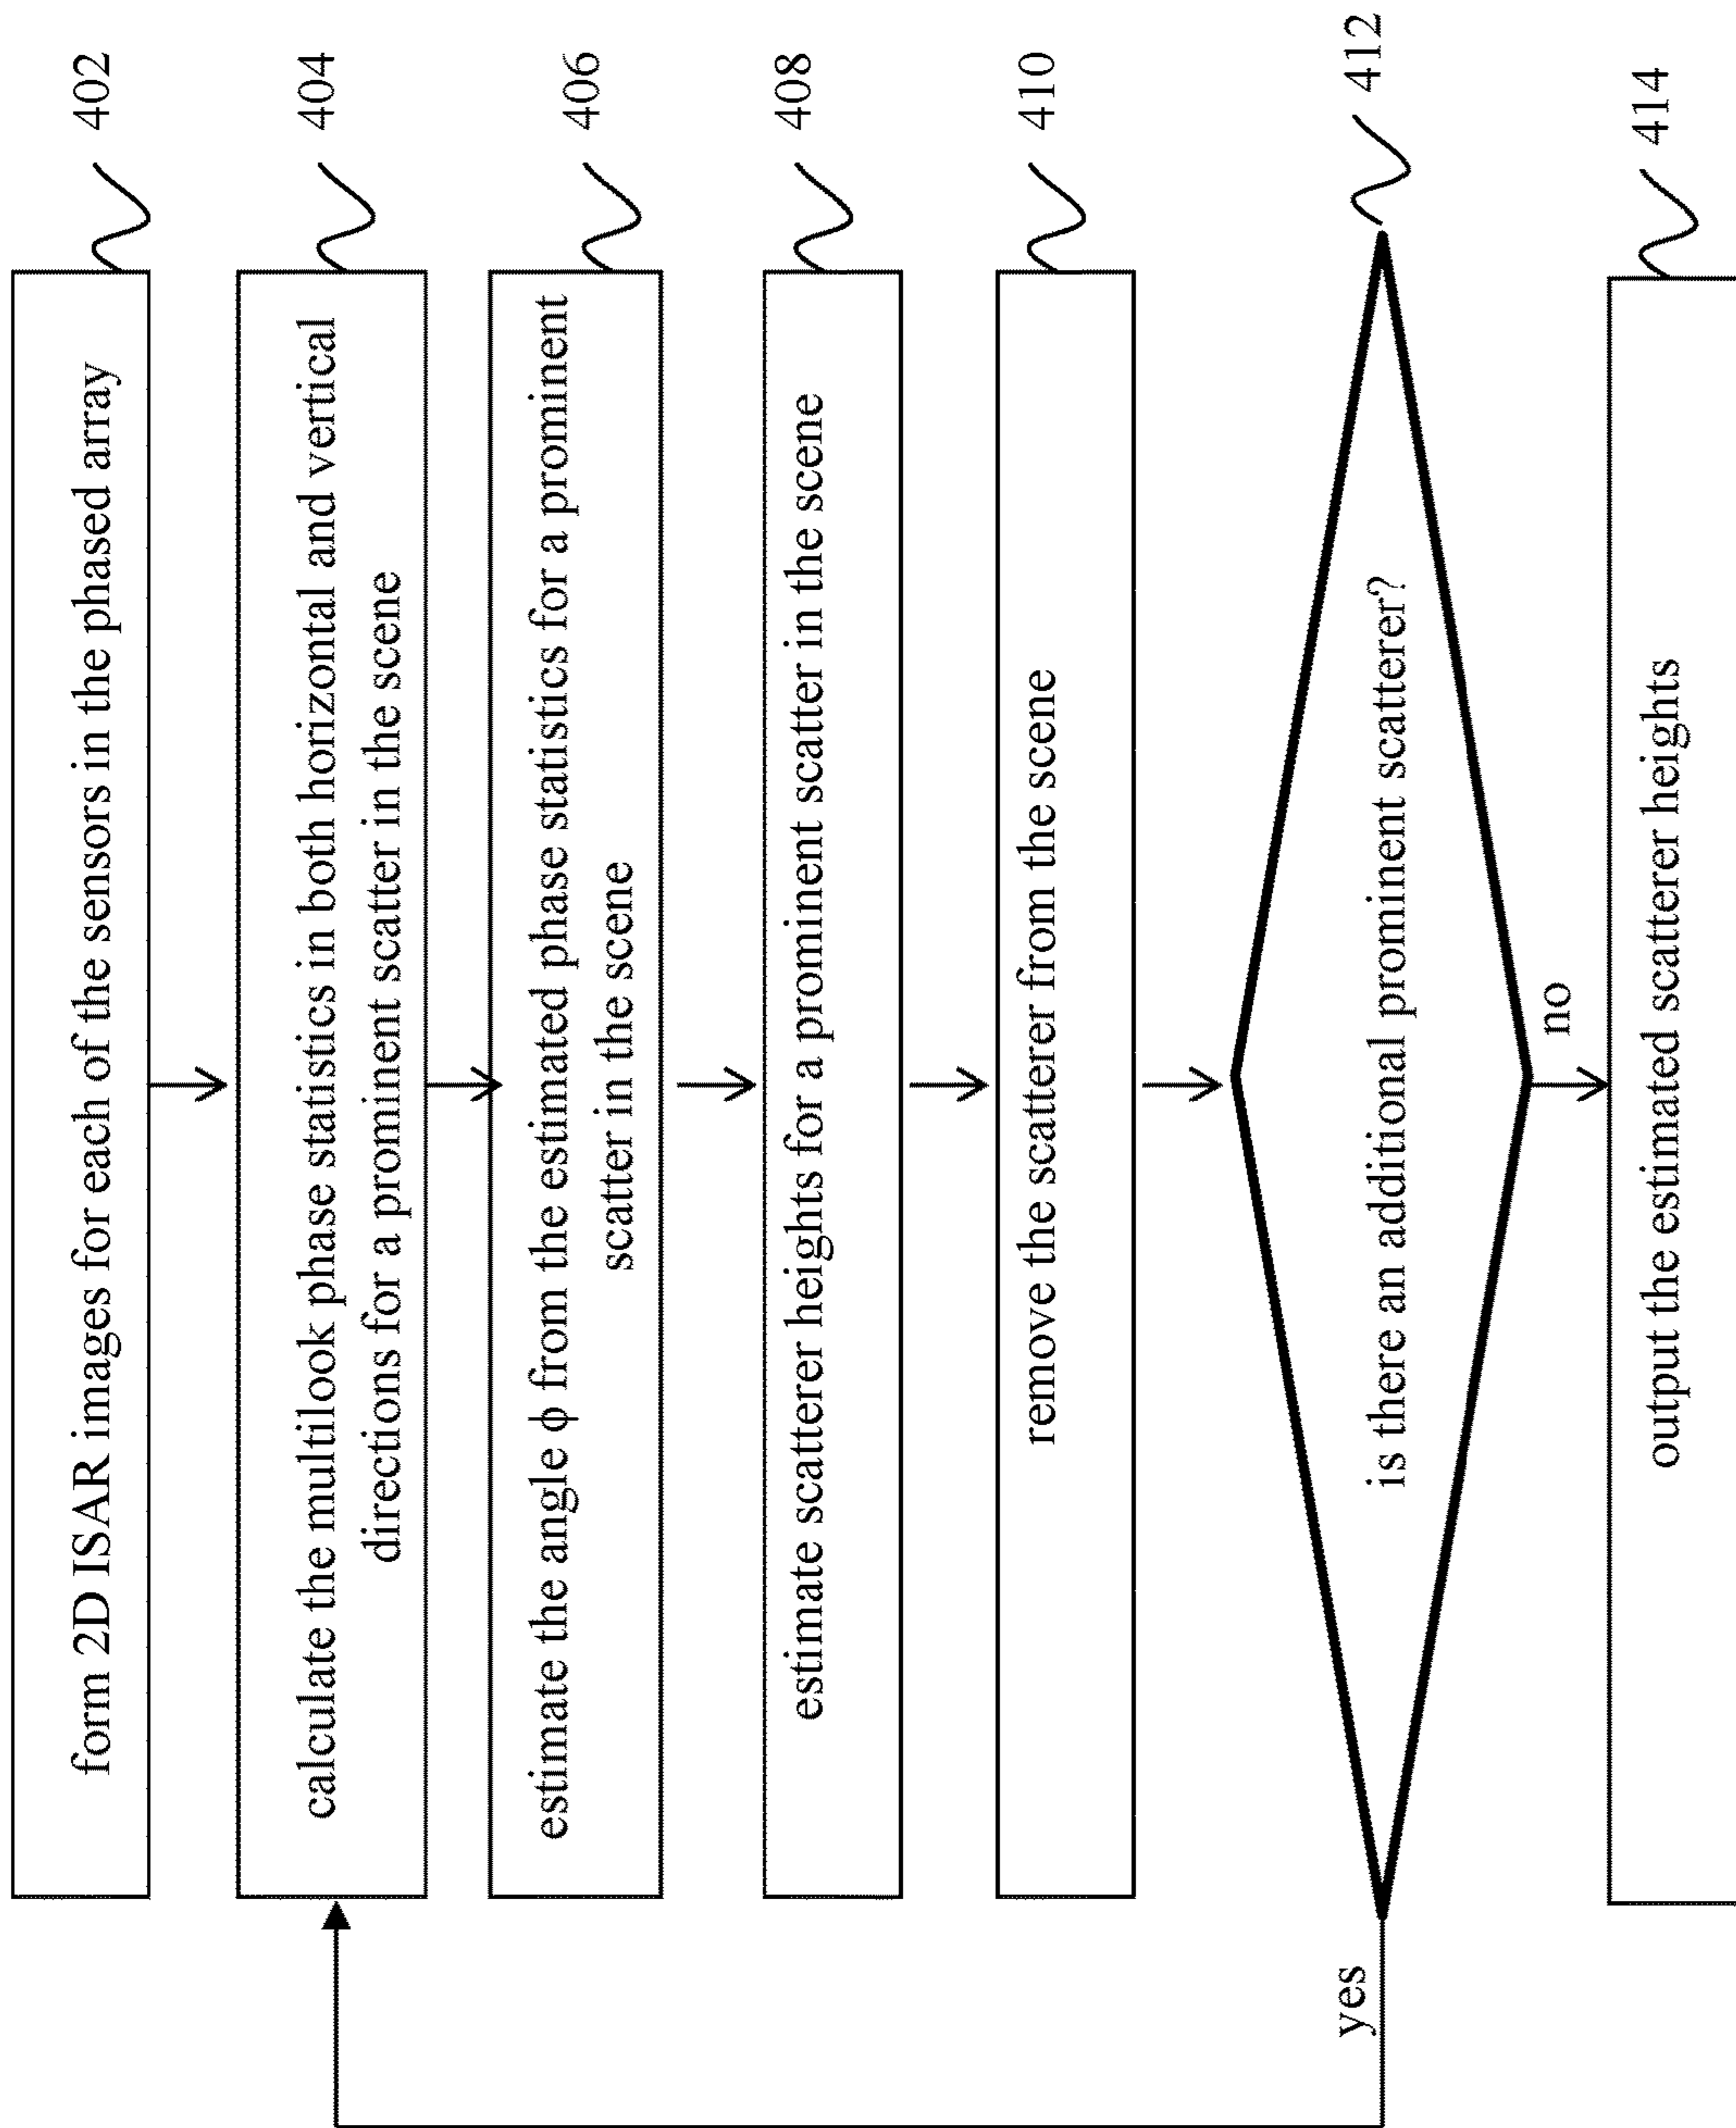 form 2D ISAR images for each of the sensors in the phased array
402
calculate the multilook phase statistics in both horizontal and vertical
directions for a prominent scatter in the scene
404
estimate the angle ϕ from the estimated phase statistics for a prominent
scatter in the scene
406
estimate scatterer heights for a prominent scatter in the scene
408
remove the scatterer from the scene
410
is there an additional prominent scatterer?
412
yes
no
output the estimated scatterer heights
414